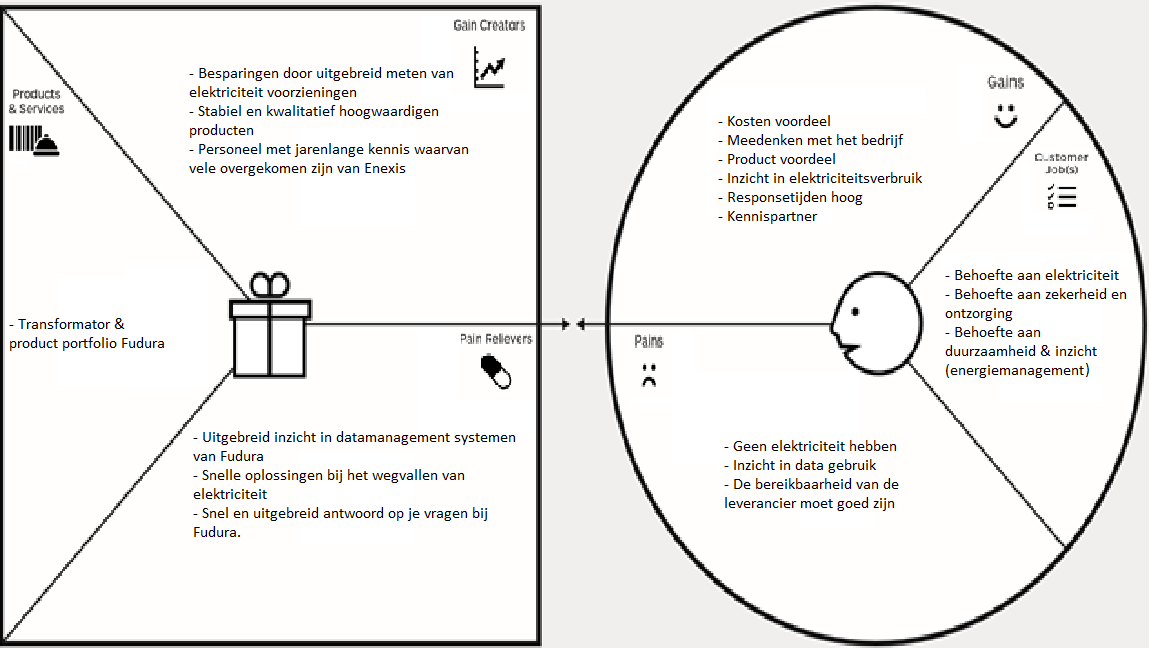 Gain Creators
- Besparingen door uitgebreid meten van
elektriciteit voorzieningen
- Stabiel en kwalitatief hoogwaardigen
producten
- Personeel met jarenlange kennis waarvan
vele overgekomen zijn van Enexis
Products
& Services
- Transformator &
product portfolio Fudura
Pain Relievers
- Uitgebreid inzicht in datamanagement systemen
van Fudura
- Snelle oplossingen bij het wegvallen van
elektriciteit
- Snel en uitgebreid antwoord op je vragen bij
Fudura.
Gains
- Kosten voordeel
- Meedenken met het bedrijf
- Product voordeel
- Inzicht in elektriciteitsverbruik
- Responsetijden hoog
- Kennispartner
Customer
Job(s)
- Behoefte aan elektriciteit
- Behoefte aan zekerheid en
ontzorging
- Behoefte aan
duurzaamheid & inzicht
(energiemanagement)
Pains
- Geen elektriciteit hebben
- Inzicht in data gebruik
- De bereikbaarheid van de
leverancier moet goed zijn